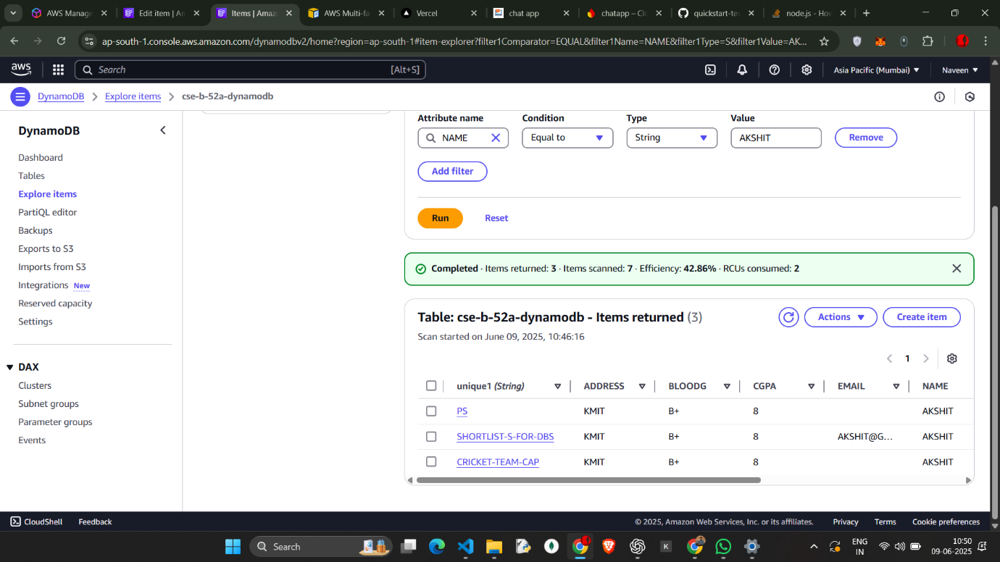 AWS Manage
Edit item | An
Items | Amaz
AWS Multi-fa
Vercel
chat app
chatapp – Clo
quickstart-te
node.js - Hov
ap-south-1.console.aws.amazon.com/dynamodbv2/home?region=ap-south-1#item-explorer?filter1Comparator=EQUAL&filter1Name=NAME&filter1Type=S&filter1Value=AK...
aws
Search [Alt+S]
Asia Pacific (Mumbai)
Naveen
DynamoDB
Explore items
cse-b-52a-dynamodb
DynamoDB
Dashboard
Tables
Explore items
PartiQL editor
Backups
Exports to S3
Imports from S3
Integrations New
Reserved capacity
Settings
DAX
Clusters
Subnet groups
Parameter groups
Events
Attribute name Condition Type Value
NAME Equal to String AKSHIT Remove
Add filter
Run Reset
Completed · Items returned: 3 · Items scanned: 7 · Efficiency: 42.86% · RCUs consumed: 2
Table: cse-b-52a-dynamodb - Items returned (3)
Actions Create item
Scan started on June 09, 2025, 10:46:16
1
unique1 (String) ADDRESS BLOODG CGPA EMAIL NAME
PS KMIT B+ 8 AKSHIT
SHORTLIST-S-FOR-DBS KMIT B+ 8 AKSHIT@G... AKSHIT
CRICKET-TEAM-CAP KMIT B+ 8 AKSHIT
CloudShell Feedback © 2025, Amazon Web Services, Inc. or its affiliates. Privacy Terms Cookie preferences
Search
K
ENG
IN
10:50
09-06-2025